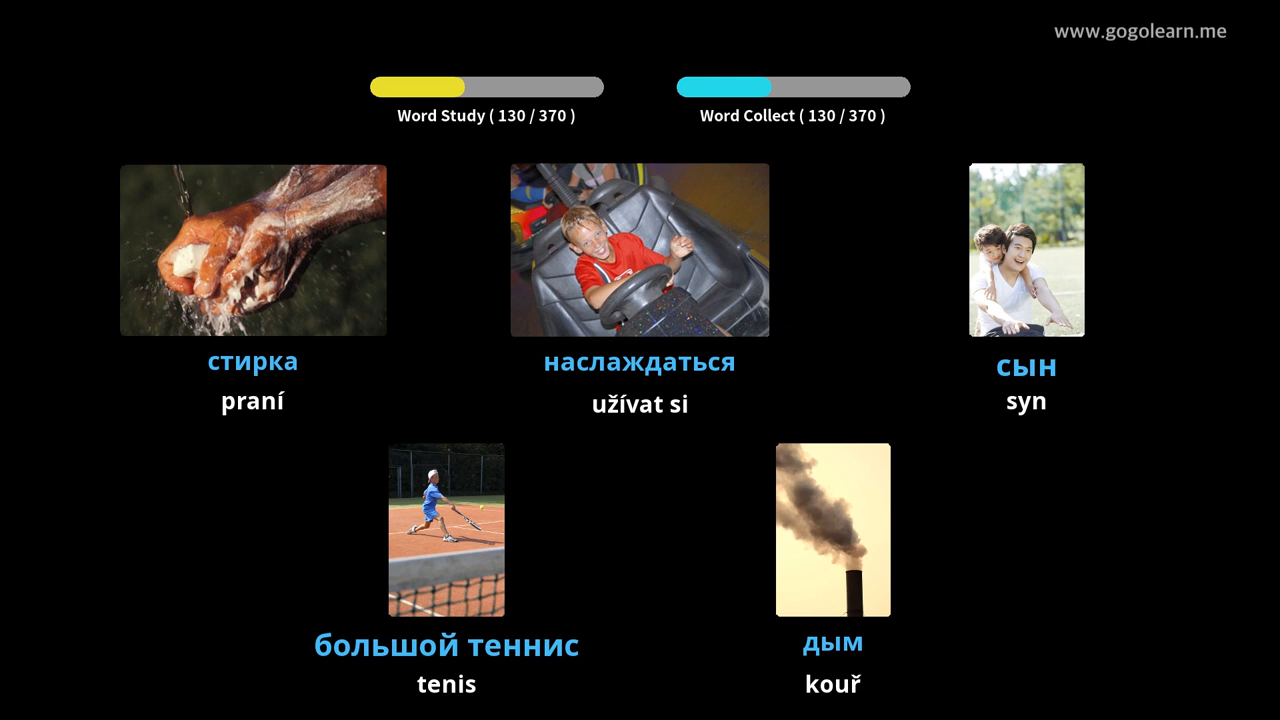 www.gogolearn.me
Word Study ( 130 / 370 )
Word Collect ( 130 / 370 )
стирка
praní
наслаждаться
užívat si
сын
syn
большой теннис
tenis
дым
kouř